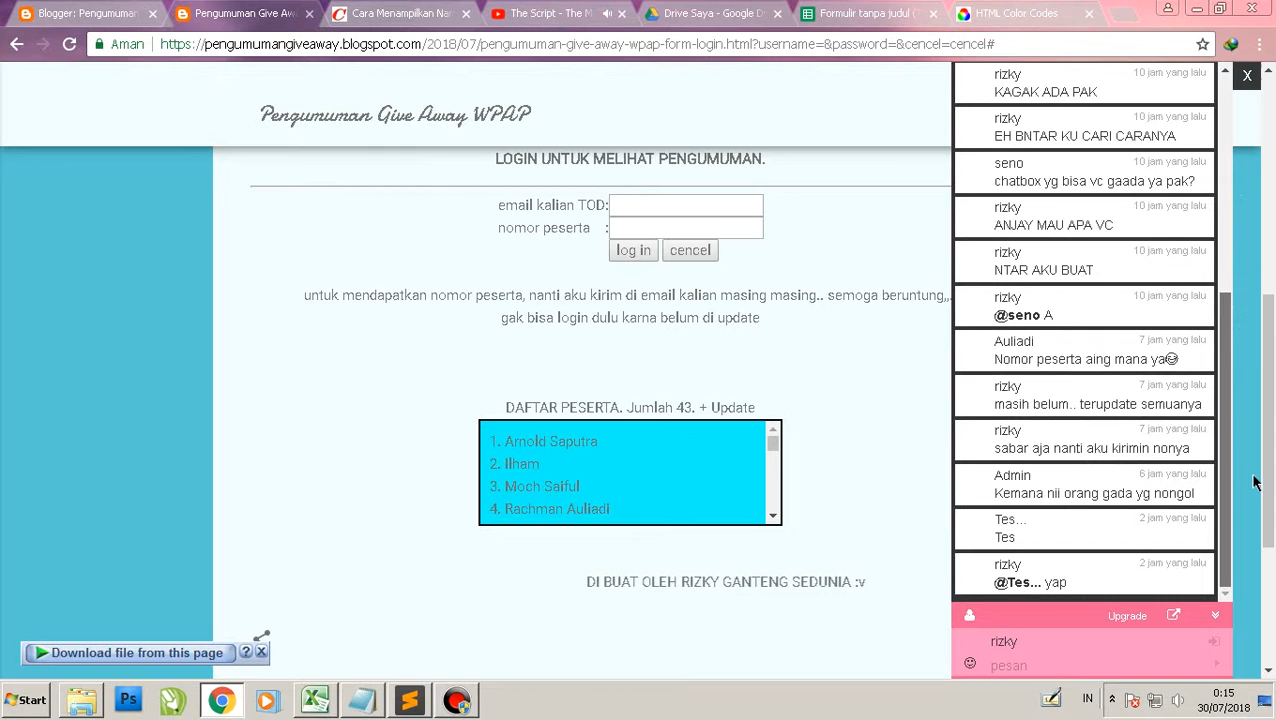 Blogger: Pengumuman
Pengumuman Give Aw
Cara Menampilkan Na
The Script - The M
Drive Saya - Google D
Formulir tanpa judul (
HTML Color Codes
Aman
https://pengumumangiveaway.blogspot.com/2018/07/pengumuman-give-away-wpap-form-login.html?username=&password=&cencel=cencel#
Pengumuman Give Away WPAP
LOGIN UNTUK MELIHAT PENGUMUMAN.
email kalian TOD:
nomor peserta :
log in cencel
untuk mendapatkan nomor peserta, nanti aku kirim di email kalian masing masing.. semoga beruntung,,,
gak bisa login dulu karna belum di update
DAFTAR PESERTA. Jumlah 43. + Update
1. Arnold Saputra
2. Ilham
3. Moch Saiful
4. Rachman Auliadi
DI BUAT OLEH RIZKY GANTENG SEDUNIA :v
X
rizky 10 jam yang lalu
KAGAK ADA PAK
rizky 10 jam yang lalu
EH BNTAR KU CARI CARANYA
seno 10 jam yang lalu
chatbox yg bisa vc gaada ya pak?
rizky 10 jam yang lalu
ANJAY MAU APA VC
rizky 10 jam yang lalu
NTAR AKU BUAT
rizky 10 jam yang lalu
@seno A
Auliadi 7 jam yang lalu
Nomor peserta aing mana ya😅
rizky 7 jam yang lalu
masih belum.. terupdate semuanya
rizky 7 jam yang lalu
sabar aja nanti aku kirimin nonya
Admin 6 jam yang lalu
Kemana nii orang gada yg nongol
Tes... 2 jam yang lalu
Tes
rizky 2 jam yang lalu
@Tes... yap
Upgrade
rizky
pesan
Download file from this page ? X
Start
Ps
IN
0:15
30/07/2018